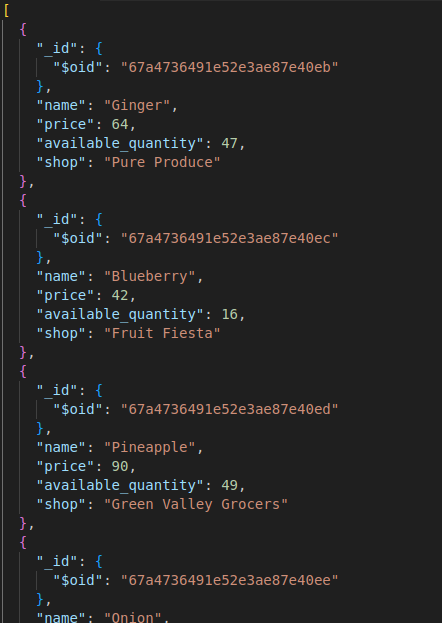 [
  {
    "_id": {
      "$oid": "67a4736491e52e3ae87e40eb"
    },
    "name": "Ginger",
    "price": 64,
    "available_quantity": 47,
    "shop": "Pure Produce"
  },
  {
    "_id": {
      "$oid": "67a4736491e52e3ae87e40ec"
    },
    "name": "Blueberry",
    "price": 42,
    "available_quantity": 16,
    "shop": "Fruit Fiesta"
  },
  {
    "_id": {
      "$oid": "67a4736491e52e3ae87e40ed"
    },
    "name": "Pineapple",
    "price": 90,
    "available_quantity": 49,
    "shop": "Green Valley Grocers"
  },
  {
    "_id": {
      "$oid": "67a4736491e52e3ae87e40ee"
    },
    "name": "Onion",